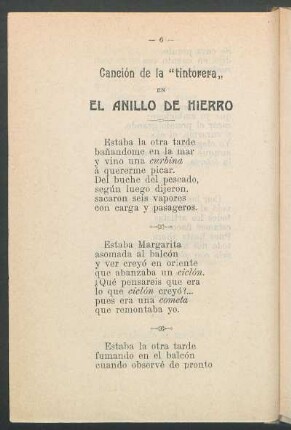 — 6 —
Canción de la "tintorera„
EN
EL ANILLO DE HIERRO
Estaba la otra tarde
bañandome en la mar
y vino una curbina
á quererme picar.
Del buche del pescado,
según luego dijeron,
sacaron seis vapores
con carga y pasageros.
Estaba Margarita
asomada al balcón
y ver creyó en oriente
que abanzaba un ciclón.
¿Qué pensareis que era
lo que ciclón creyó?...
pues era una cometa
que remontaba yo.
Estaba la otra tarde
fumando en el balcón
cuando observé de pronto